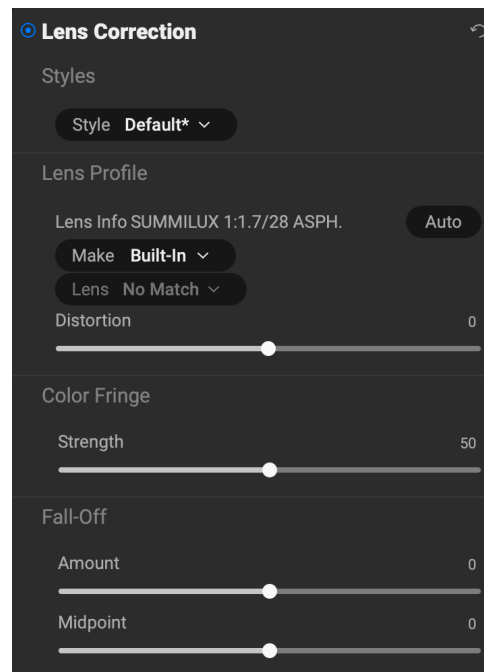 Lens Correction
Styles
Style Default*
Lens Profile
Lens Info SUMMILUX 1:1.7/28 ASPH. Auto
Make Built-In
Lens No Match
Distortion 0
Color Fringe
Strength 50
Fall-Off
Amount 0
Midpoint 0